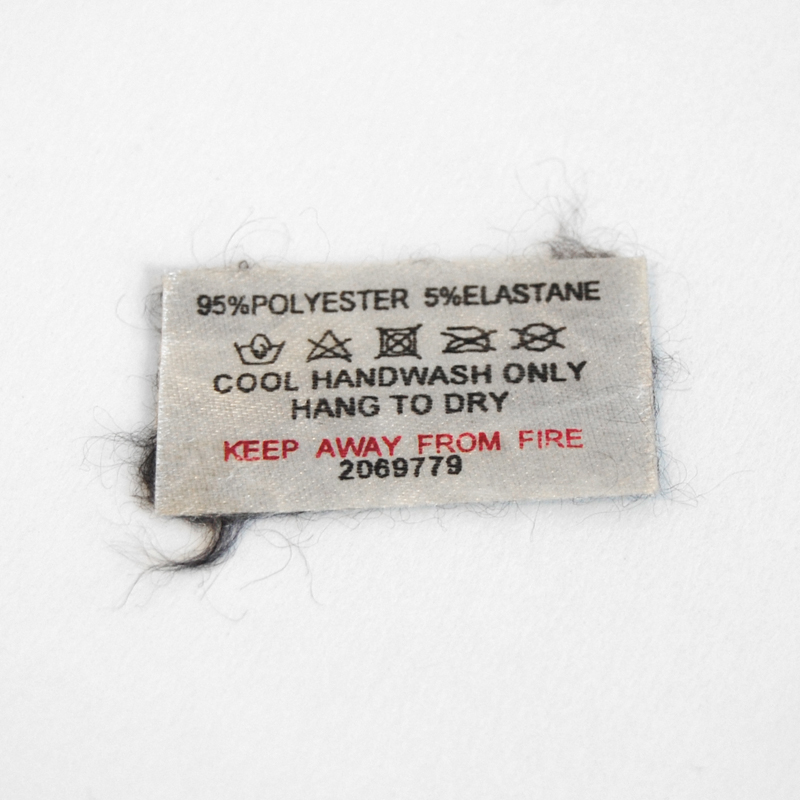 95%POLYESTER 5%ELASTANE
COOL HANDWASH ONLY
HANG TO DRY
KEEP AWAY FROM FIRE
2069779